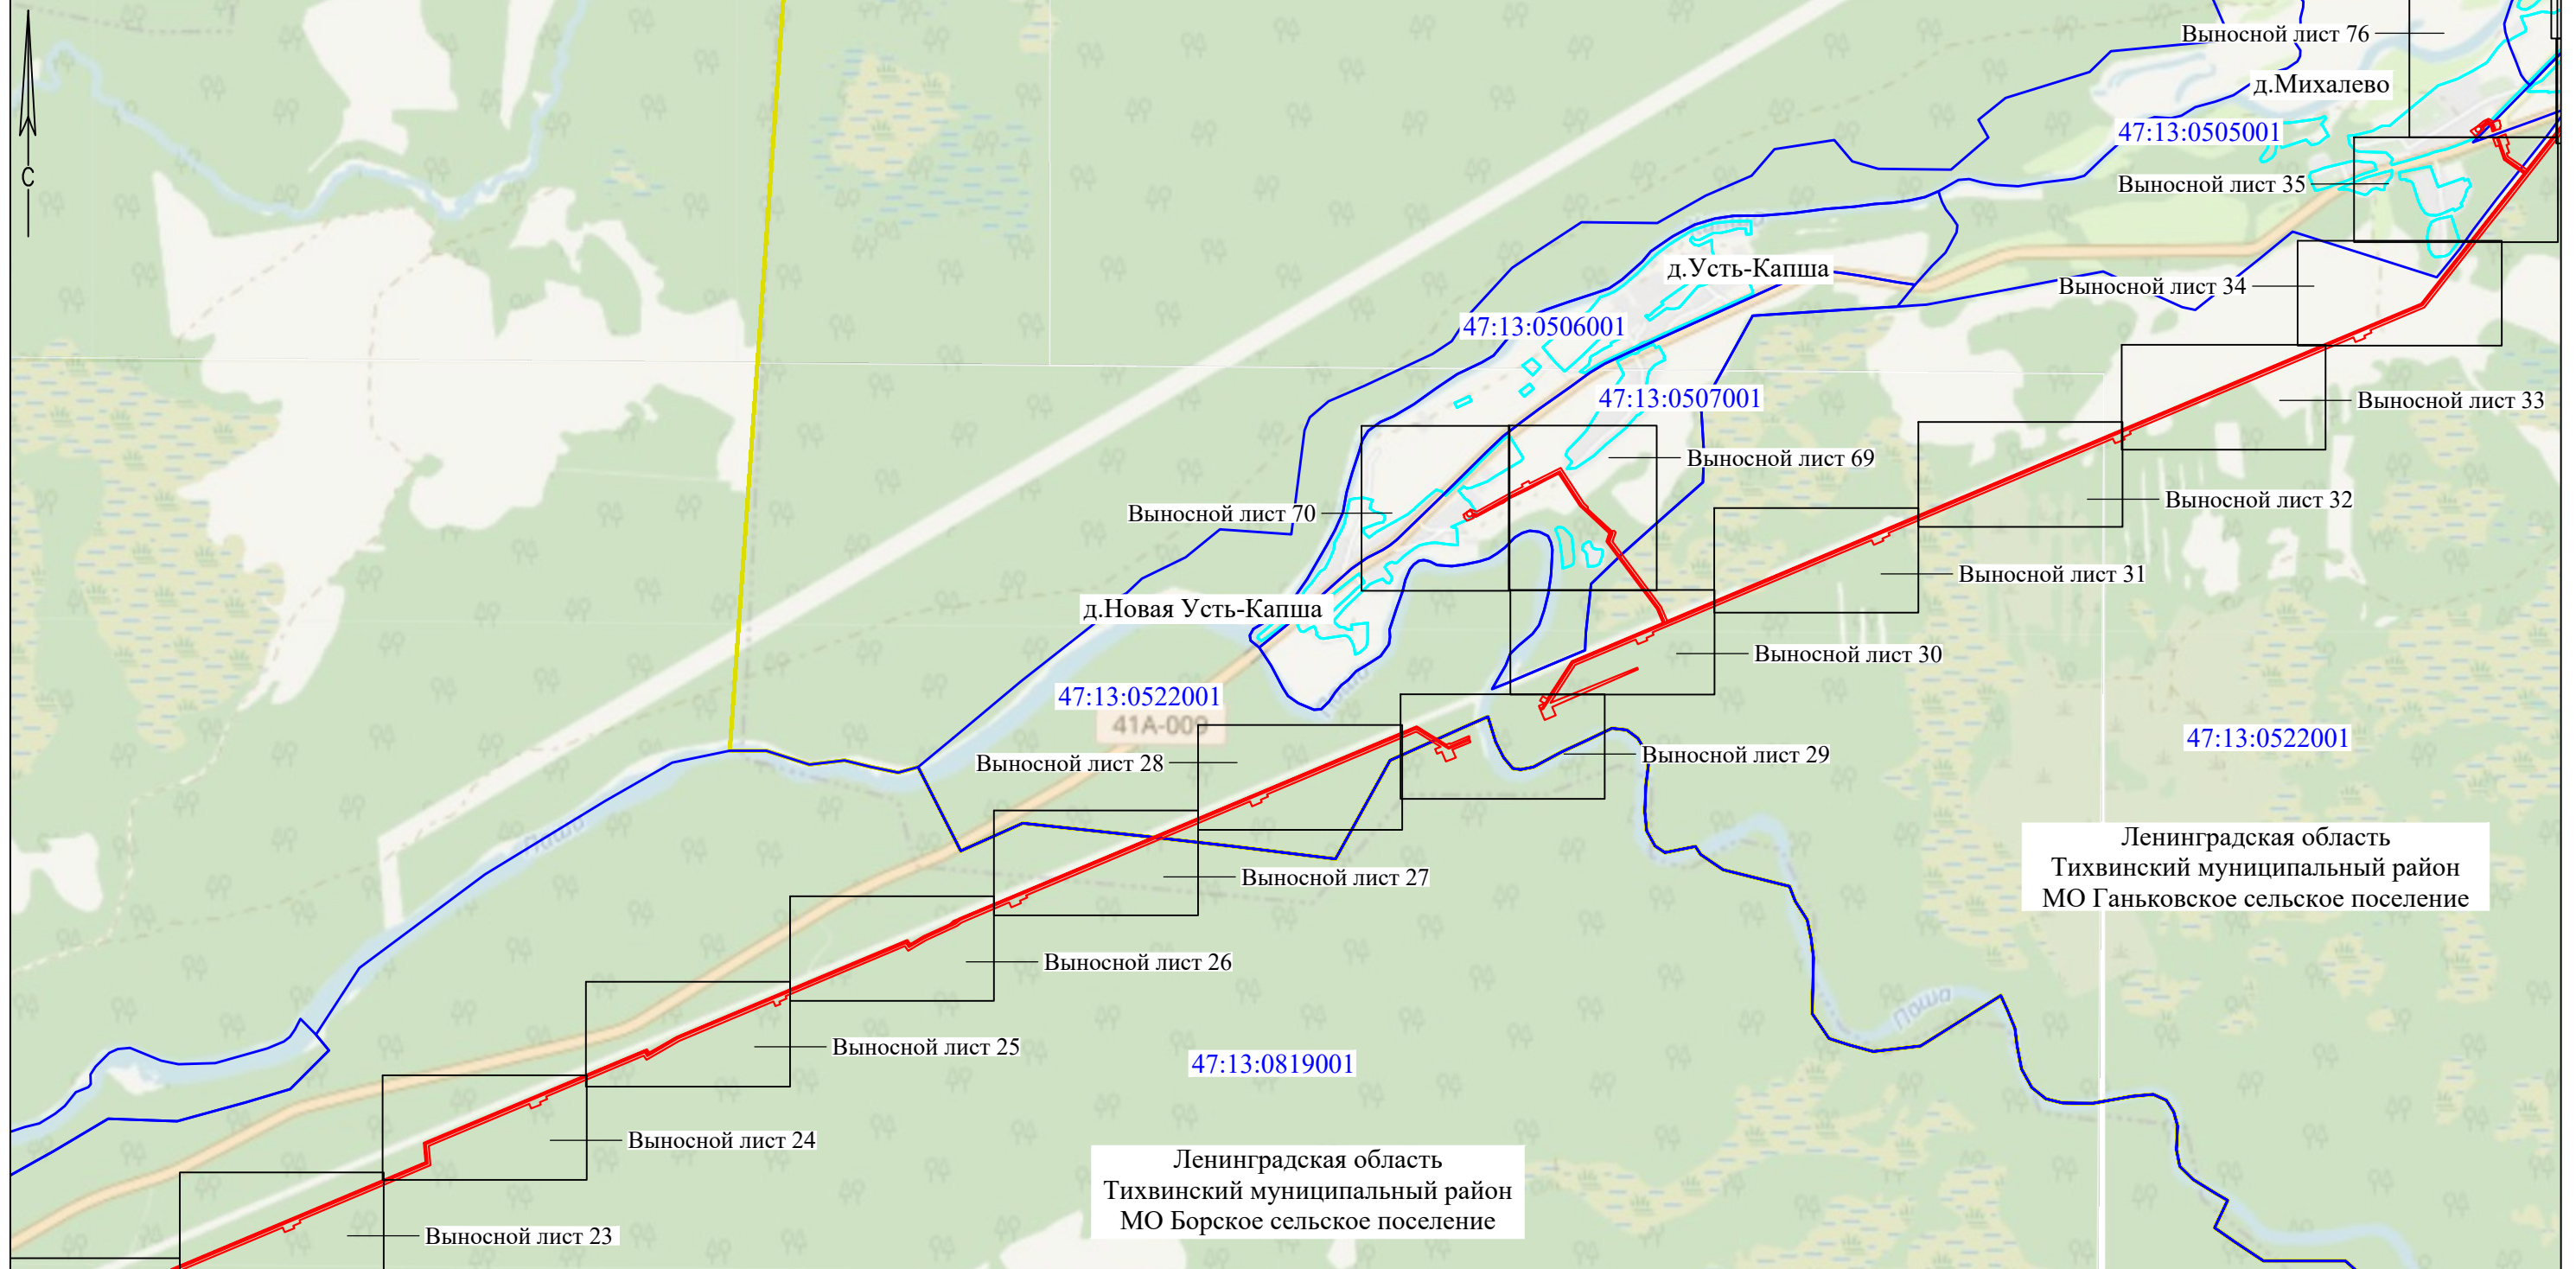 Выносной лист 76
д.Михалево
47:13:0505001
С
Выносной лист 35
д.Усть-Капша
Выносной лист 34
47:13:0506001
47:13:0507001
Выносной лист 33
Выносной лист 69
Выносной лист 32
Выносной лист 70
Выносной лист 31
д.Новая Усть-Капша
Выносной лист 30
47:13:0522001
41А-009
47:13:0522001
Выносной лист 29
Выносной лист 28
Паша
Ленинградская область
Тихвинский муниципальный район
МО Ганьковское сельское поселение
Выносной лист 27
Выносной лист 26
Паша
Выносной лист 25
47:13:0819001
Выносной лист 24
Ленинградская область
Тихвинский муниципальный район
МО Борское сельское поселение
Выносной лист 23